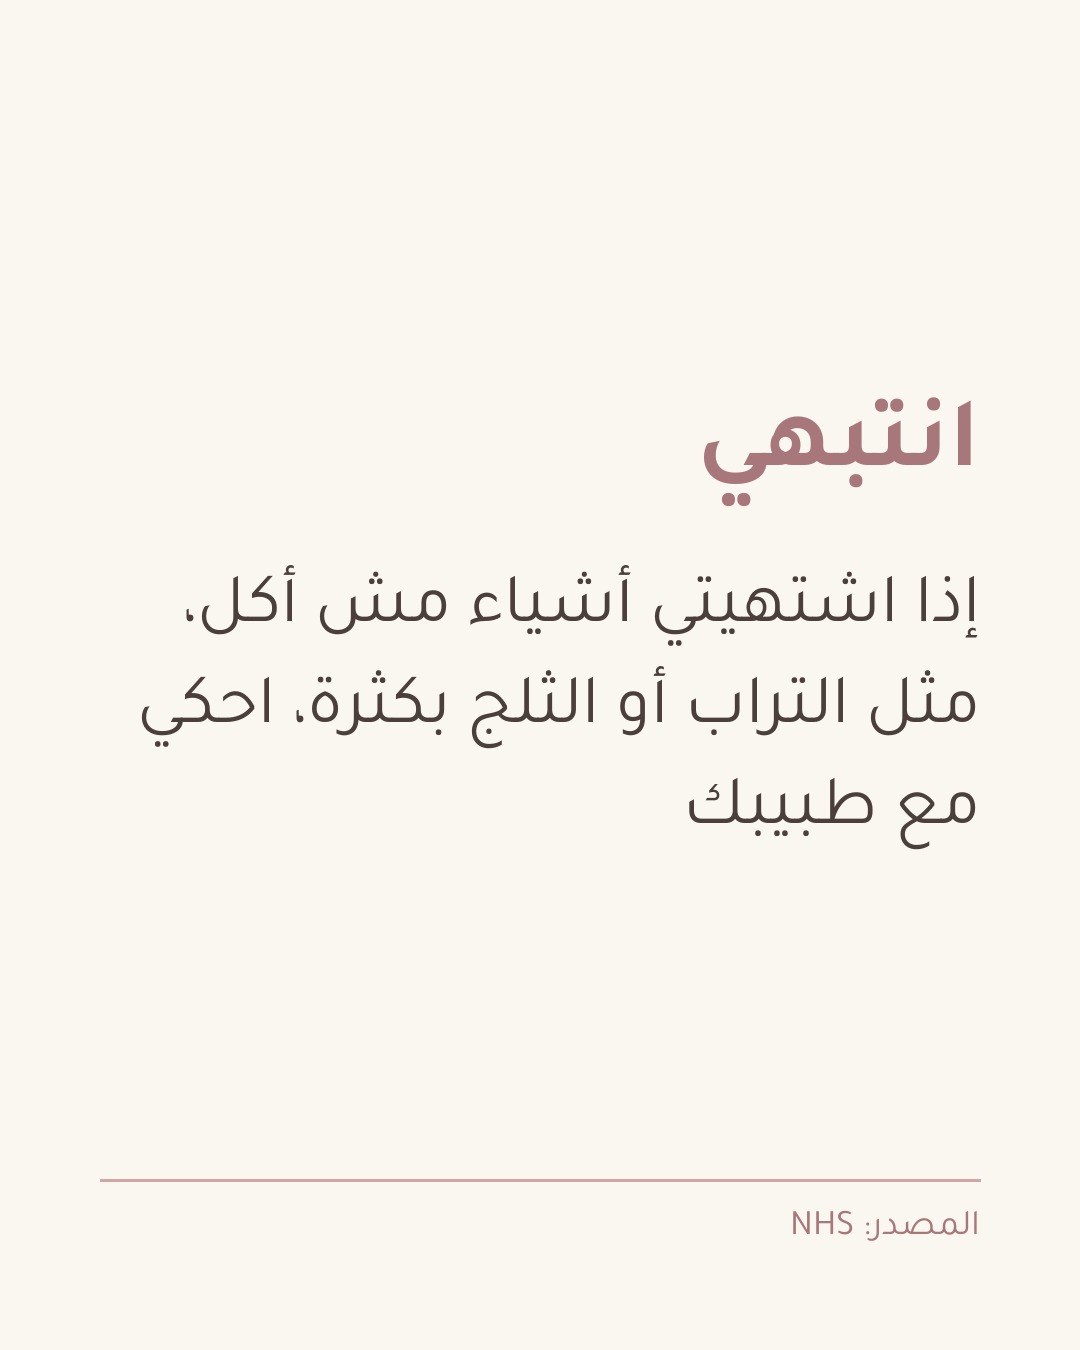 انتبهي
إذا اشتهيتي أشياء مش أكل،
مثل التراب أو الثلج بكثرة، احكي
مع طبيبك
المصدر: NHS